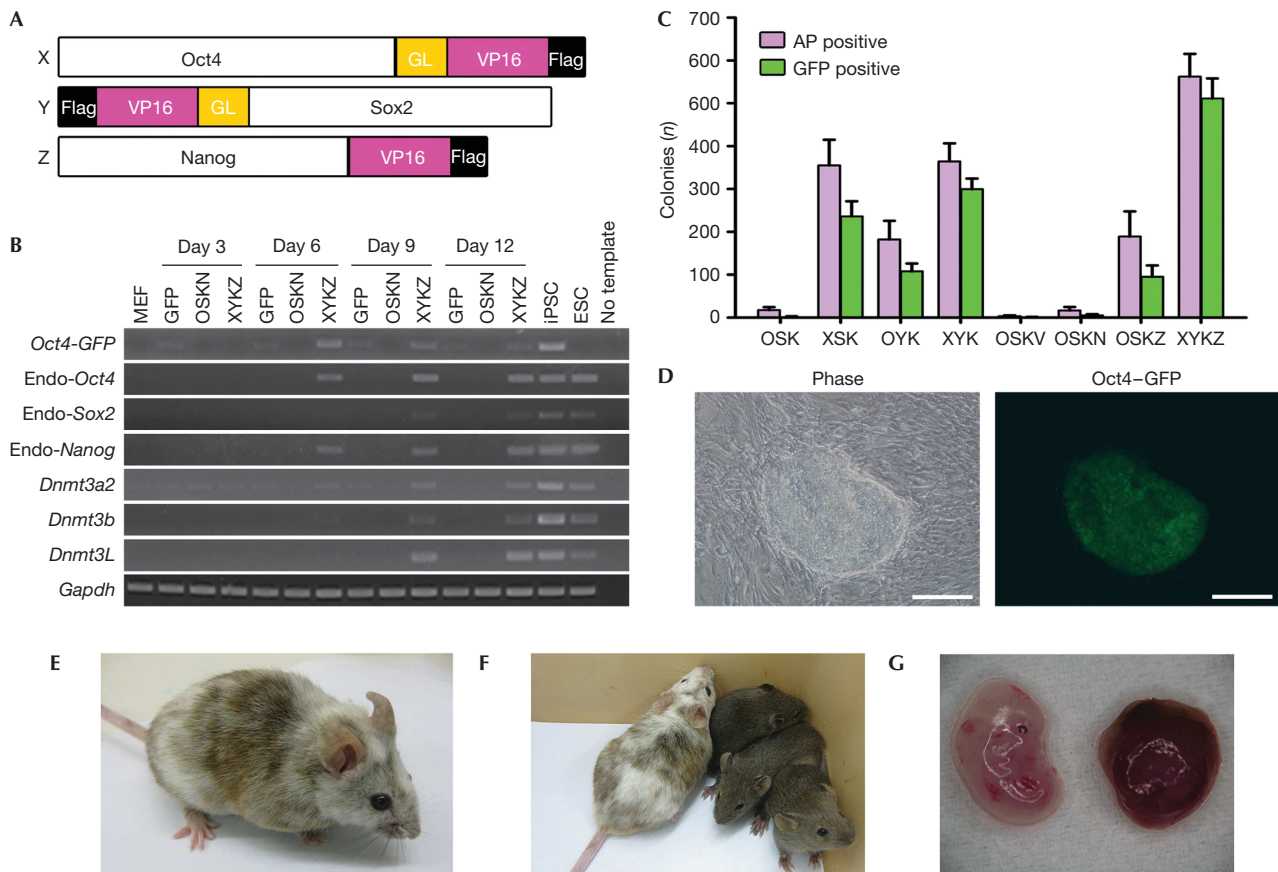 A
X Oct4 GL VP16 Flag
Y Flag VP16 GL Sox2
Z Nanog VP16 Flag
B
Day 3 Day 6 Day 9 Day 12
MEF GFP OSKN XYKZ GFP OSKN XYKZ GFP OSKN XYKZ GFP OSKN XYKZ iPSC ESC No template
Oct4-GFP
Endo-Oct4
Endo-Sox2
Endo-Nanog
Dnmt3a2
Dnmt3b
Dnmt3L
Gapdh
C
Colonies (n)
700
600
400
300
200
100
0
AP positive
GFP positive
OSK XSK OYK XYK OSKV OSKN OSKZ XYKZ
D
Phase Oct4–GFP
E
F
G